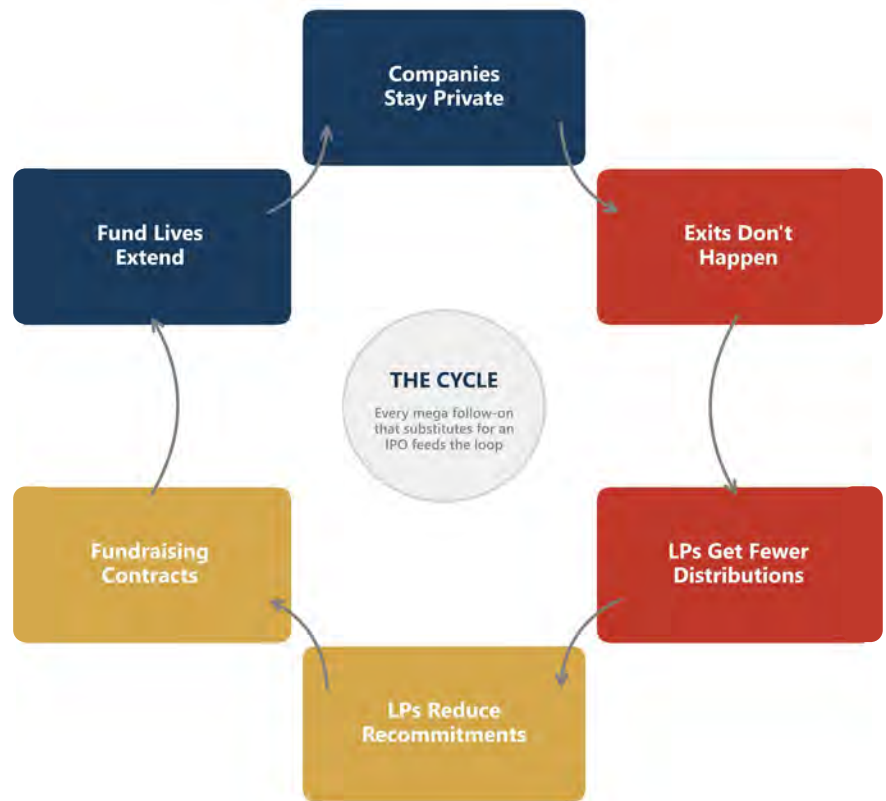 Companies
Stay Private
Exits Don't
Happen
LPs Get Fewer
Distributions
LPs Reduce
Recommitments
Fundraising
Contracts
Fund Lives
Extend
THE CYCLE
Every mega follow-on
that substitutes for an
IPO feeds the loop